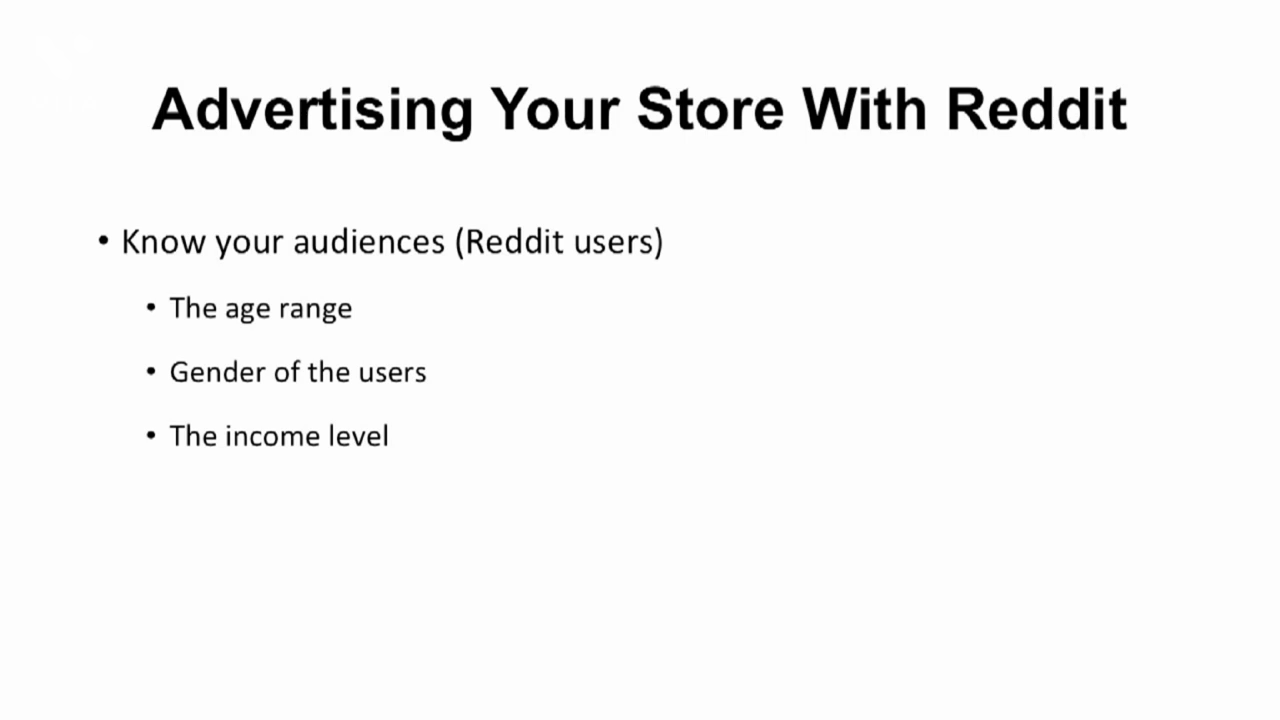 Advertising Your Store With Reddit
• Know your audiences (Reddit users)
• The age range
• Gender of the users
• The income level